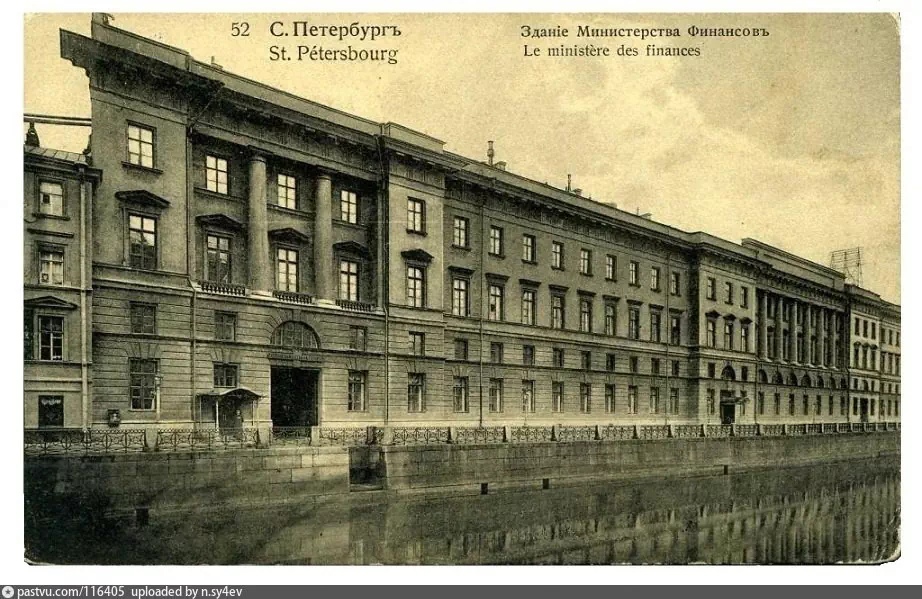 52 С. Петербургъ
St. Pétersbourg
Зданіе Министерства Финансовъ
Le ministère des finances
pastvu.com/116405 uploaded by n.sy4ev